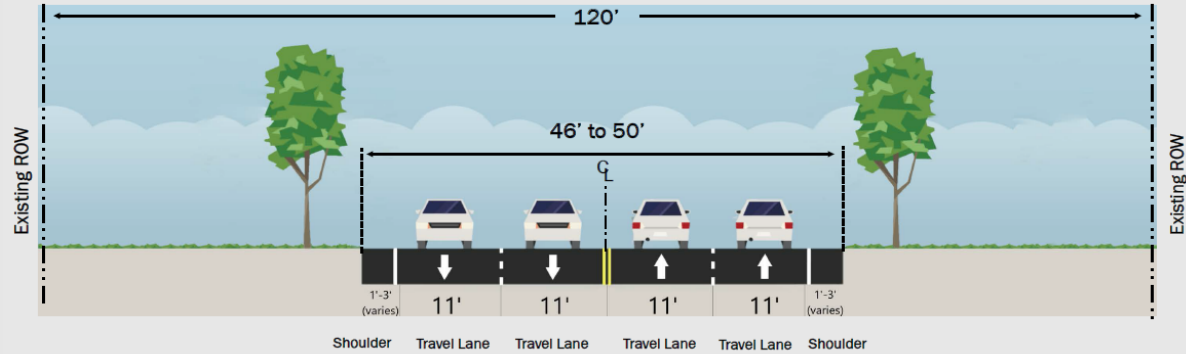 120'
Existing ROW
Existing ROW
46' to 50'
CL
1'-3'
(varies)
11'
11'
11'
11'
1'-3'
(varies)
Shoulder
Travel Lane
Travel Lane
Travel Lane
Travel Lane
Shoulder